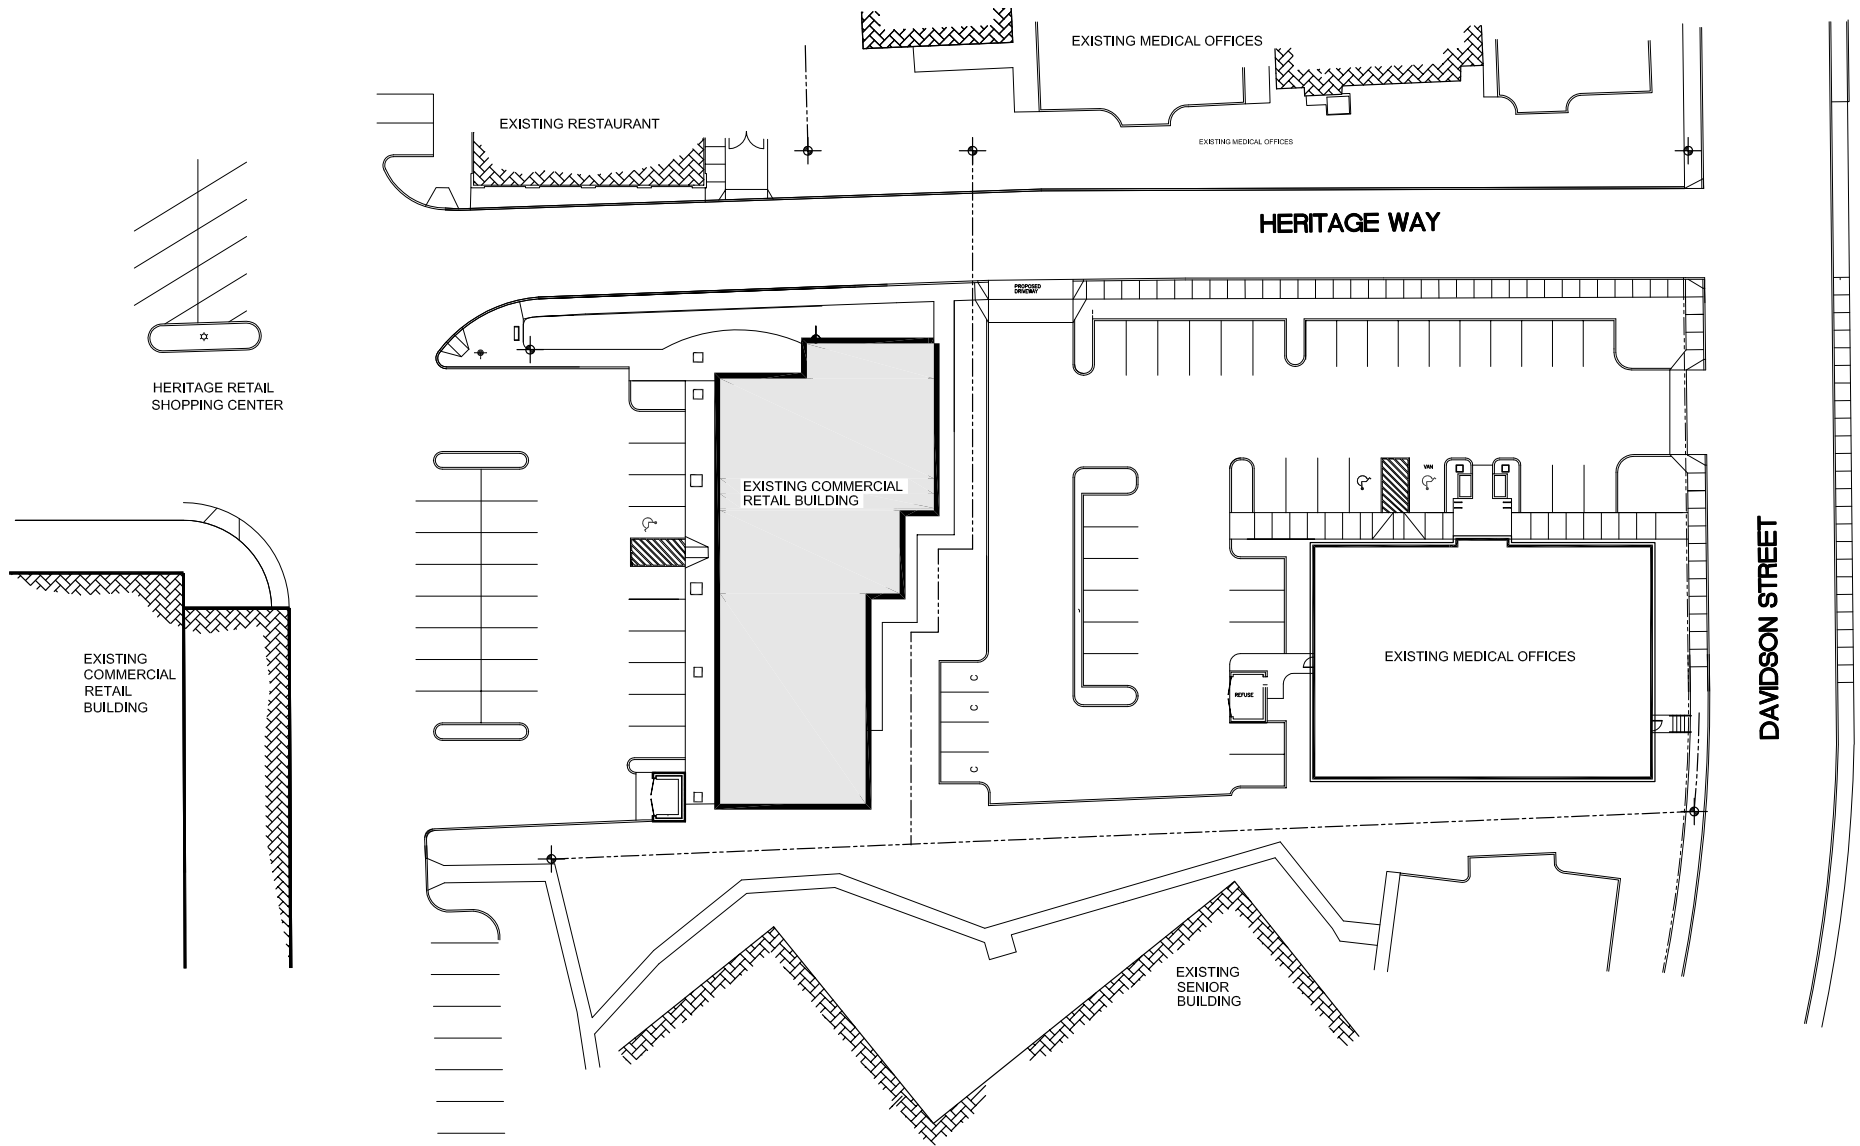 EXISTING MEDICAL OFFICES
EXISTING RESTAURANT
EXISTING MEDICAL OFFICES
HERITAGE WAY
PROPOSED
DRIVEWAY
HERITAGE RETAIL
SHOPPING CENTER
VAN
EXISTING COMMERCIAL
RETAIL BUILDING
DAVIDSON STREET
EXISTING
COMMERCIAL
RETAIL
BUILDING
EXISTING MEDICAL OFFICES
C
REFUSE
C
C
EXISTING
SENIOR
BUILDING